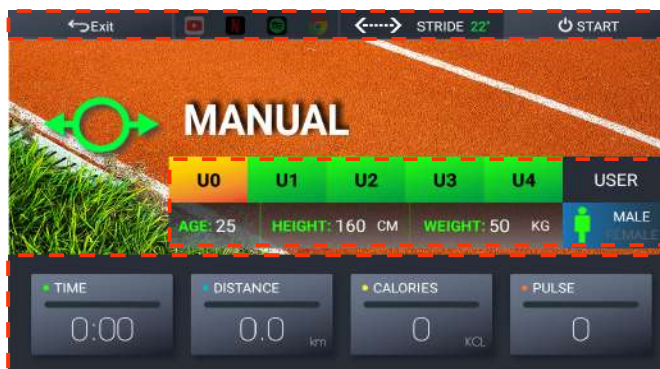 Exit STRIDE 22" START
MANUAL
U0 U1 U2 U3 U4 USER
AGE: 25 HEIGHT: 160 CM WEIGHT: 50 KG MALE
FEMALE
TIME DISTANCE CALORIES PULSE
0:00 0.0 km 0 KCL 0